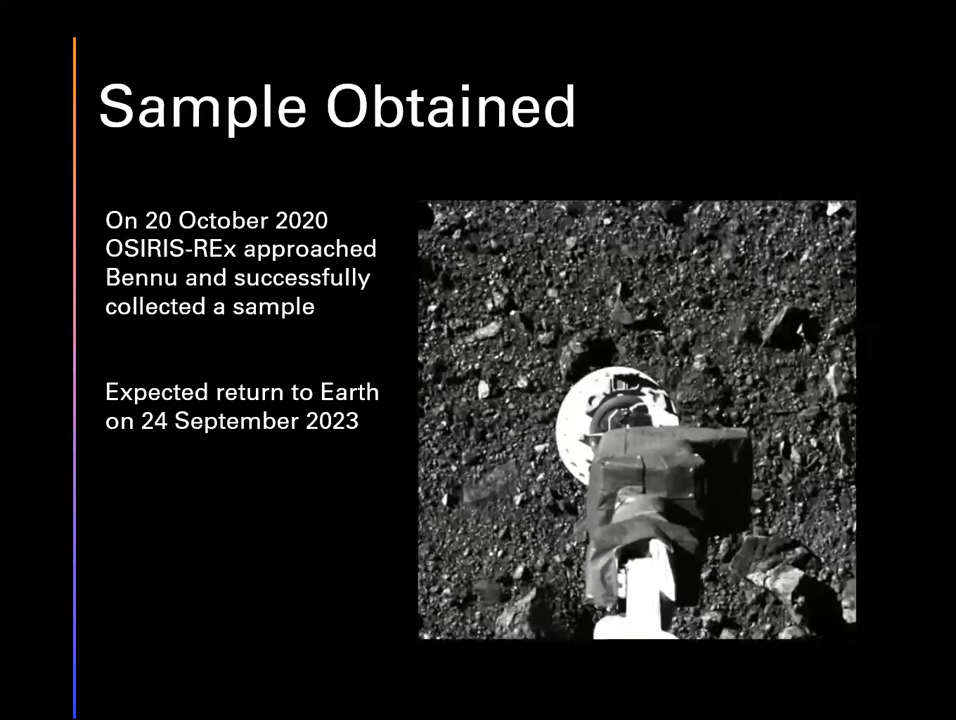 Sample Obtained
On 20 October 2020
OSIRIS-REx approached
Bennu and successfully
collected a sample
Expected return to Earth
on 24 September 2023